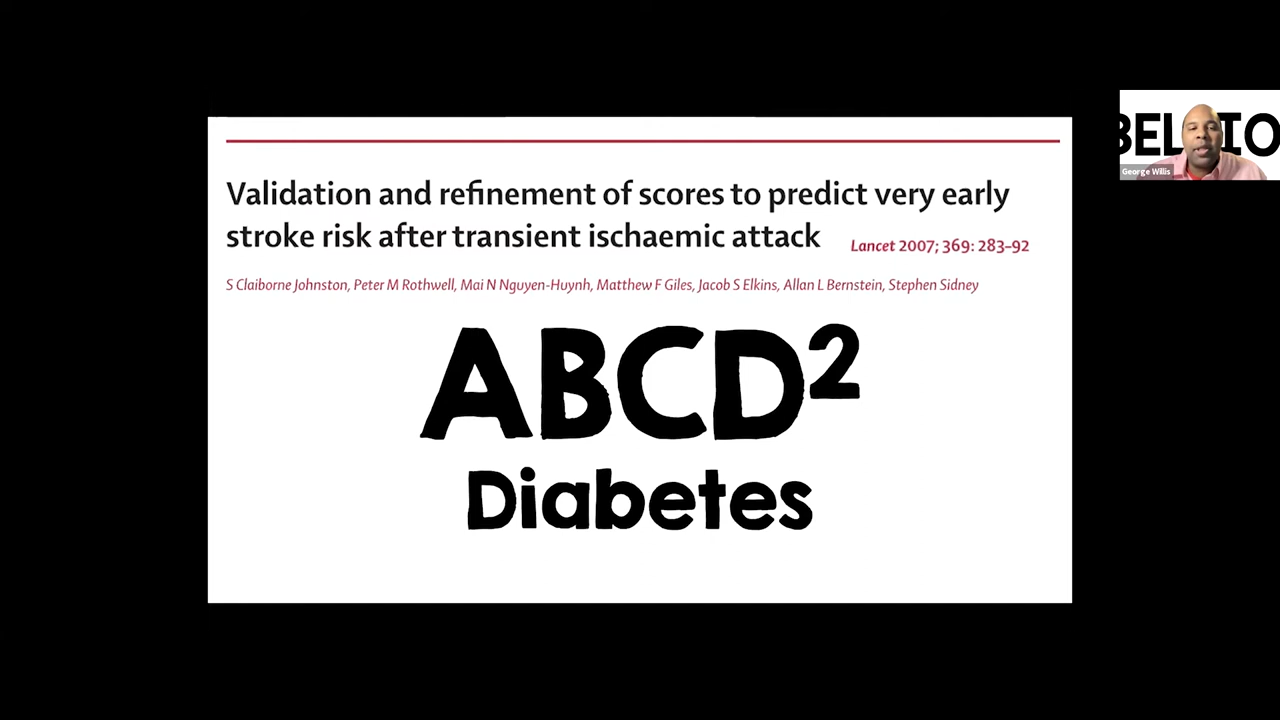 Validation and refinement of scores to predict very early
stroke risk after transient ischaemic attack
Lancet 2007; 369: 283–92
S Claiborne Johnston, Peter M Rothwell, Mai N Nguyen-Huynh, Matthew F Giles, Jacob S Elkins, Allan L Bernstein, Stephen Sidney
ABCD²
Diabetes
George Willis